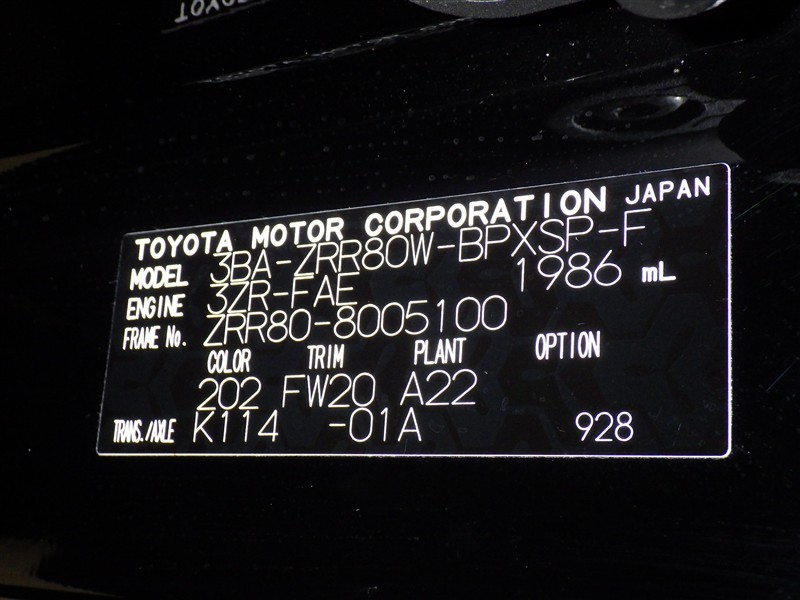 TOYOTA MOTOR CORPORATION JAPAN
MODEL 3BA-ZRR80W-BPXSP-F
ENGINE 3ZR-FAE 1986 mL
FRAME No. ZRR80-8005100
COLOR TRIM PLANT OPTION
202 FW20 A22
TRANS./AXLE K114 -01A 928